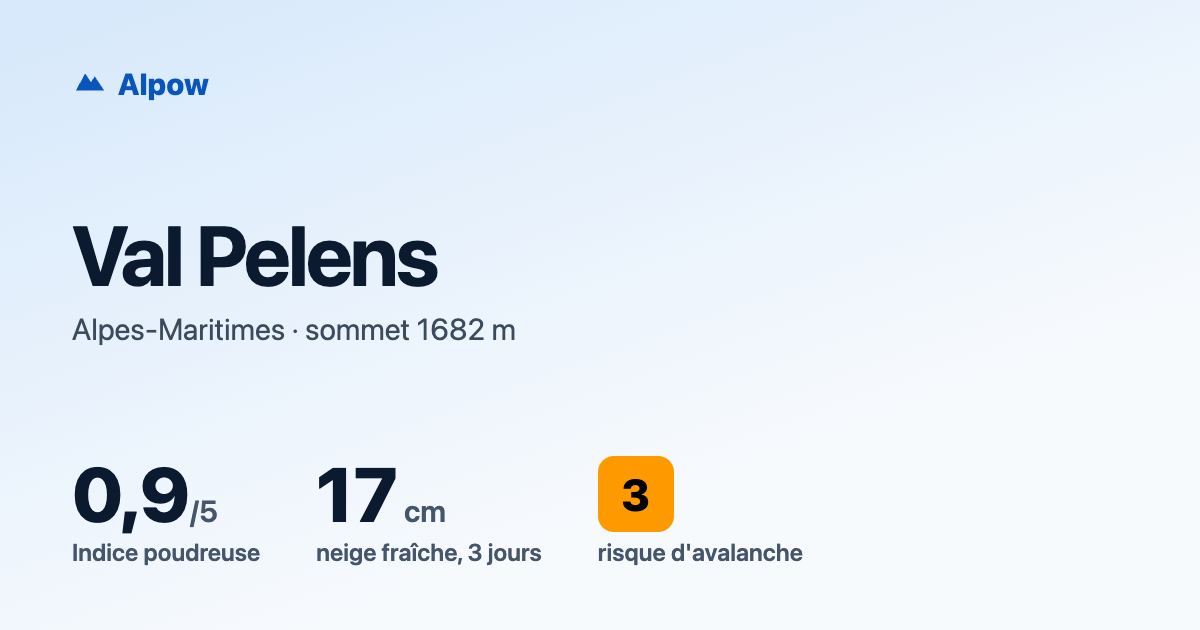 Alpow
Val Pelens
Alpes-Maritimes · sommet 1682 m
0,9/5
Indice poudreuse
17 cm
neige fraîche, 3 jours
3
risque d'avalanche